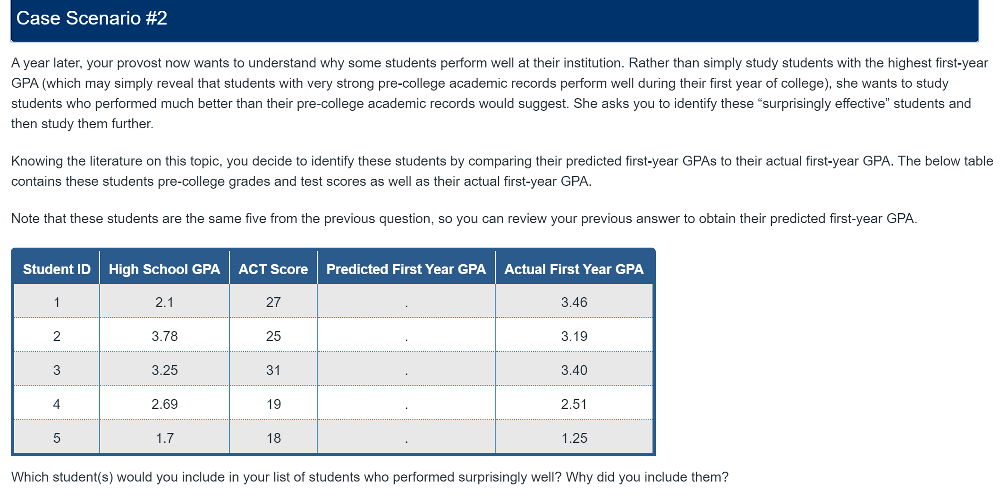 Case Scenario #2
A year later, your provost now wants to understand why some students perform well at their institution. Rather than simply study students with the highest first-year
GPA (which may simply reveal that students with very strong pre-college academic records perform well during their first year of college), she wants to study
students who performed much better than their pre-college academic records would suggest. She asks you to identify these “surprisingly effective” students and
then study them further.
Knowing the literature on this topic, you decide to identify these students by comparing their predicted first-year GPAs to their actual first-year GPA. The below table
contains these students pre-college grades and test scores as well as their actual first-year GPA.
Note that these students are the same five from the previous question, so you can review your previous answer to obtain their predicted first-year GPA.
Student ID High School GPA ACT Score Predicted First Year GPA Actual First Year GPA
1 2.1 27 . 3.46
2 3.78 25 . 3.19
3 3.25 31 . 3.40
4 2.69 19 . 2.51
5 1.7 18 . 1.25
Which student(s) would you include in your list of students who performed surprisingly well? Why did you include them?